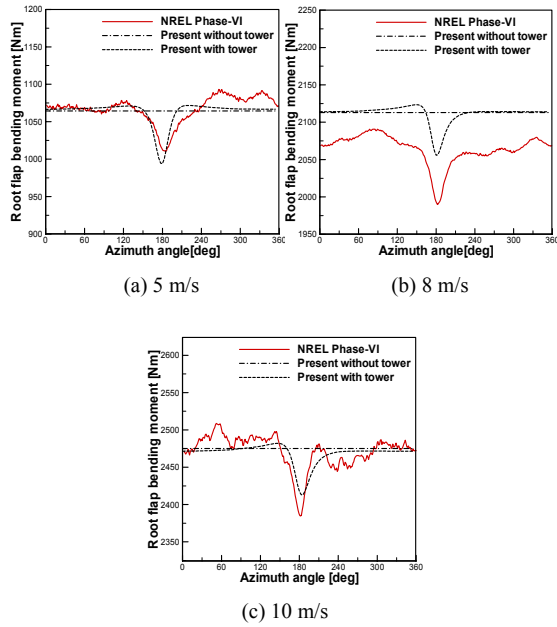 1200
1150
1100
1050
1000
950
900
Root flap bending moment [Nm]
NREL Phase-VI
Present without tower
Present with tower
0 60 120 180 240 300 360
Azimuth angle[deg]
(a) 5 m/s
2250
2200
2150
2100
2050
2000
1950
Root flap bending moment [Nm]
NREL Phase-VI
Present without tower
Present with tower
0 60 120 180 240 300 360
Azimuth angle[deg]
(b) 8 m/s
2600
2550
2500
2450
2400
2350
Root flap bending moment [Nm]
NREL Phase-VI
Present without tower
Present with tower
0 60 120 180 240 300 360
Azimuth angle [deg]
(c) 10 m/s